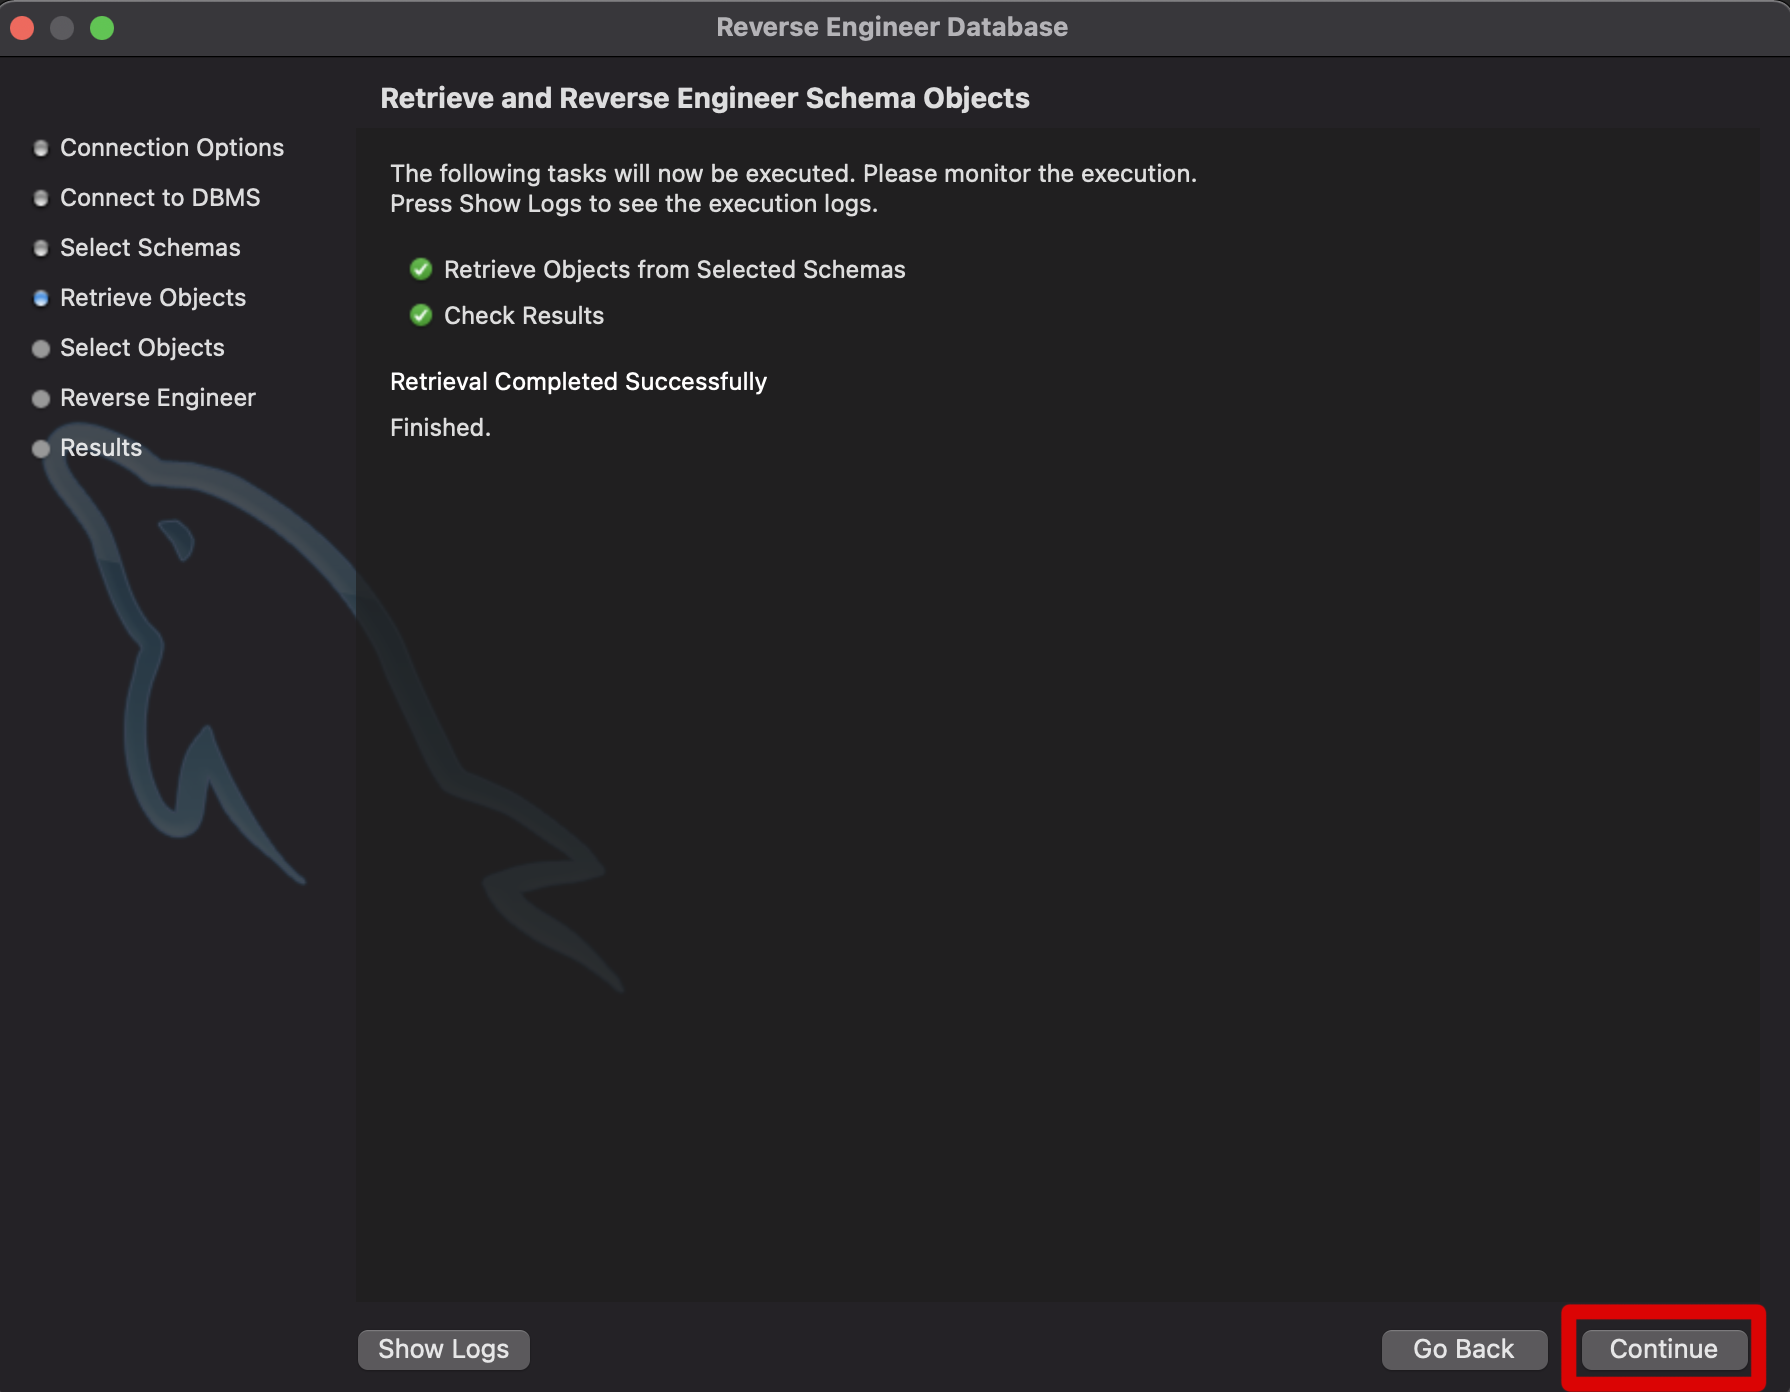 Reverse Engineer Database
Retrieve and Reverse Engineer Schema Objects
Connection Options
Connect to DBMS
Select Schemas
Retrieve Objects
Select Objects
Reverse Engineer
Results
The following tasks will now be executed. Please monitor the execution.
Press Show Logs to see the execution logs.
Retrieve Objects from Selected Schemas
Check Results
Retrieval Completed Successfully
Finished.
Show Logs
Go Back
Continue